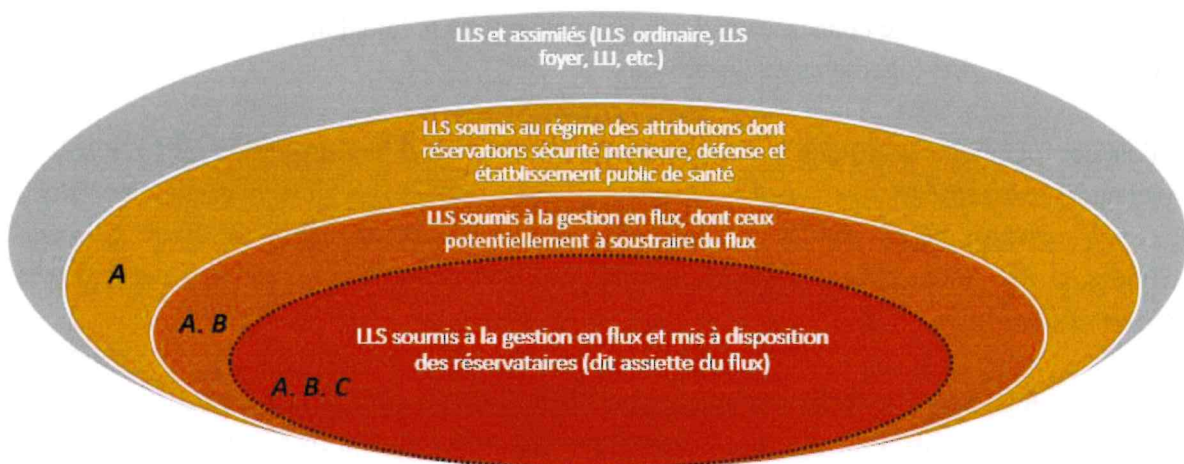 LLS et assimilés (LLS ordinaire, LLS
foyer, LLI, etc.)
LLS soumis au régime des attributions dont
réservations sécurité intérieure, défense et
étatblissement public de santé
LLS soumis à la gestion en flux, dont ceux
potentiellement à soustraire du flux
A
A. B
LLS soumis à la gestion en flux et mis à disposition
des réservataires (dit assiette du flux)
A. B. C